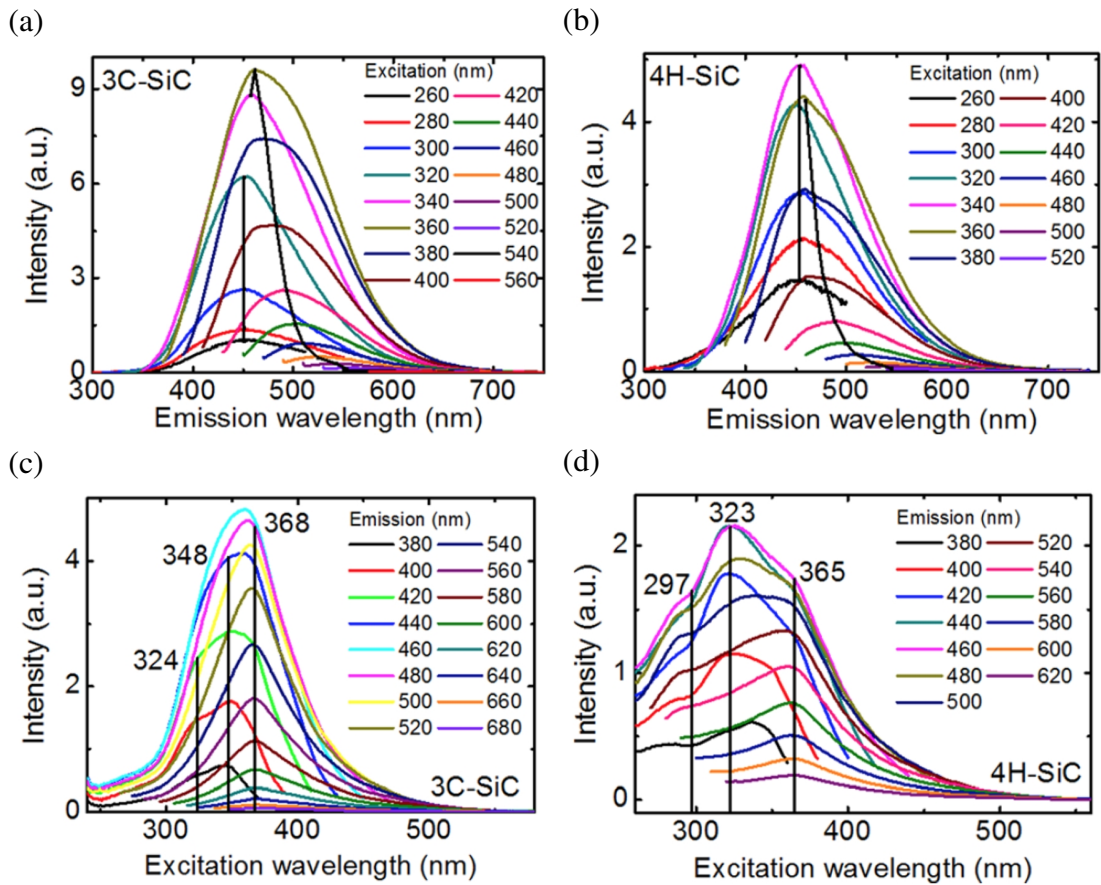 (a)
3C-SiC
Excitation (nm)
260 420
280 440
300 460
320 480
340 500
360 520
380 540
400 560
9
6
3
0
Intensity (a.u.)
300 400 500 600 700
Emission wavelength (nm)
(b)
4H-SiC
Excitation (nm)
260 400
280 420
300 440
320 460
340 480
360 500
380 520
4
2
0
Intensity (a.u.)
300 400 500 600 700
Emission wavelength (nm)
(c)
368
348
324
Emission (nm)
380 540
400 560
420 580
440 600
460 620
480 640
500 660
520 680
3C-SiC
4
2
0
Intensity (a.u.)
300 400 500
Excitation wavelength (nm)
(d)
323
297
365
Emission (nm)
380 520
400 540
420 560
440 580
460 600
480 620
500
4H-SiC
2
1
0
Intensity (a.u.)
300 400 500
Excitation wavelength (nm)